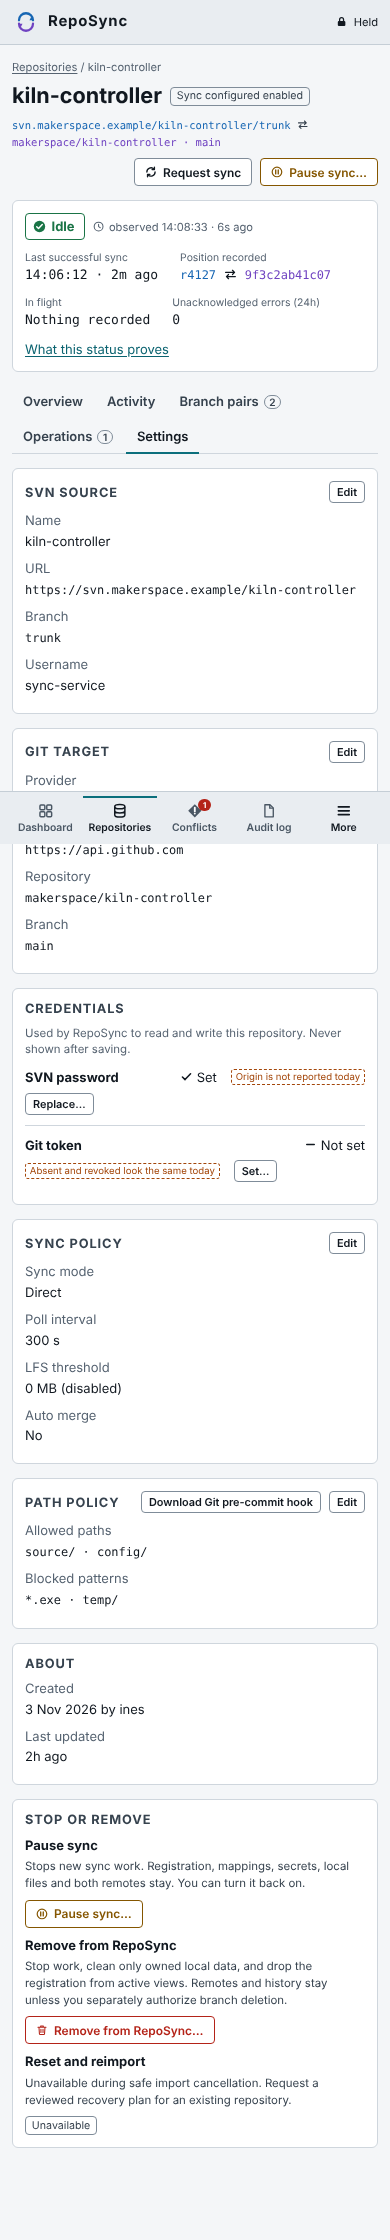 RepoSync
Held
Repositories / kiln-controller
kiln-controller
Sync configured enabled
svn.makerspace.example/kiln-controller/trunk ⇄
makerspace/kiln-controller · main
Request sync
Pause sync…
Idle
observed 14:08:33 · 6s ago
Last successful sync
Position recorded
14:06:12 · 2m ago
r4127 ⇄ 9f3c2ab41c07
In flight
Unacknowledged errors (24h)
Nothing recorded
0
What this status proves
Overview
Activity
Branch pairs 2
Operations 1
Settings
SVN SOURCE
Edit
Name
kiln-controller
URL
https://svn.makerspace.example/kiln-controller
Branch
trunk
Username
sync-service
GIT TARGET
Edit
Provider
Dashboard
Repositories
Conflicts
1
Audit log
More
https://api.github.com
Repository
makerspace/kiln-controller
Branch
main
CREDENTIALS
Used by RepoSync to read and write this repository. Never
shown after saving.
SVN password
Set
Origin is not reported today
Replace…
Git token
Not set
Absent and revoked look the same today
Set…
SYNC POLICY
Edit
Sync mode
Direct
Poll interval
300 s
LFS threshold
0 MB (disabled)
Auto merge
No
PATH POLICY
Download Git pre-commit hook
Edit
Allowed paths
source/ · config/
Blocked patterns
*.exe · temp/
ABOUT
Created
3 Nov 2026 by ines
Last updated
2h ago
STOP OR REMOVE
Pause sync
Stops new sync work. Registration, mappings, secrets, local
files and both remotes stay. You can turn it back on.
Pause sync…
Remove from RepoSync
Stop work, clean only owned local data, and drop the
registration from active views. Remotes and history stay
unless you separately authorize branch deletion.
Remove from RepoSync…
Reset and reimport
Unavailable during safe import cancellation. Request a
reviewed recovery plan for an existing repository.
Unavailable